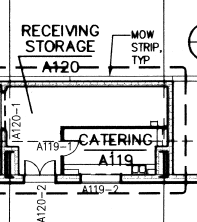 RECEIVING
STORAGE
A120
MOW
STRIP,
TYP
A120-1
A119-1
CATERING
A119
A119-2
A120-2